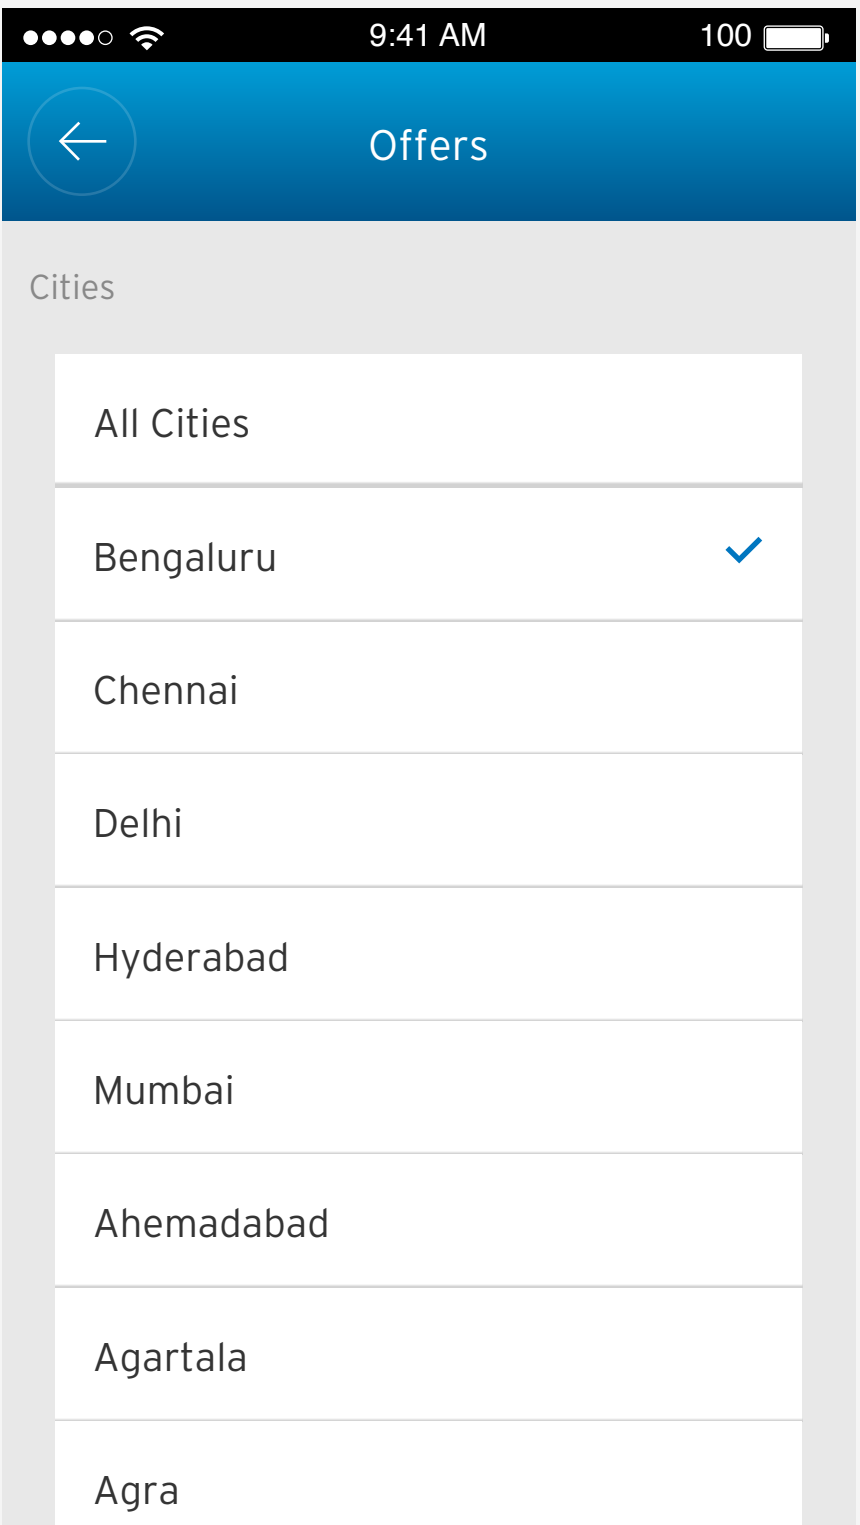 9:41 AM
100
Offers
Cities
All Cities
Bengaluru
Chennai
Delhi
Hyderabad
Mumbai
Ahemadabad
Agartala
Agra